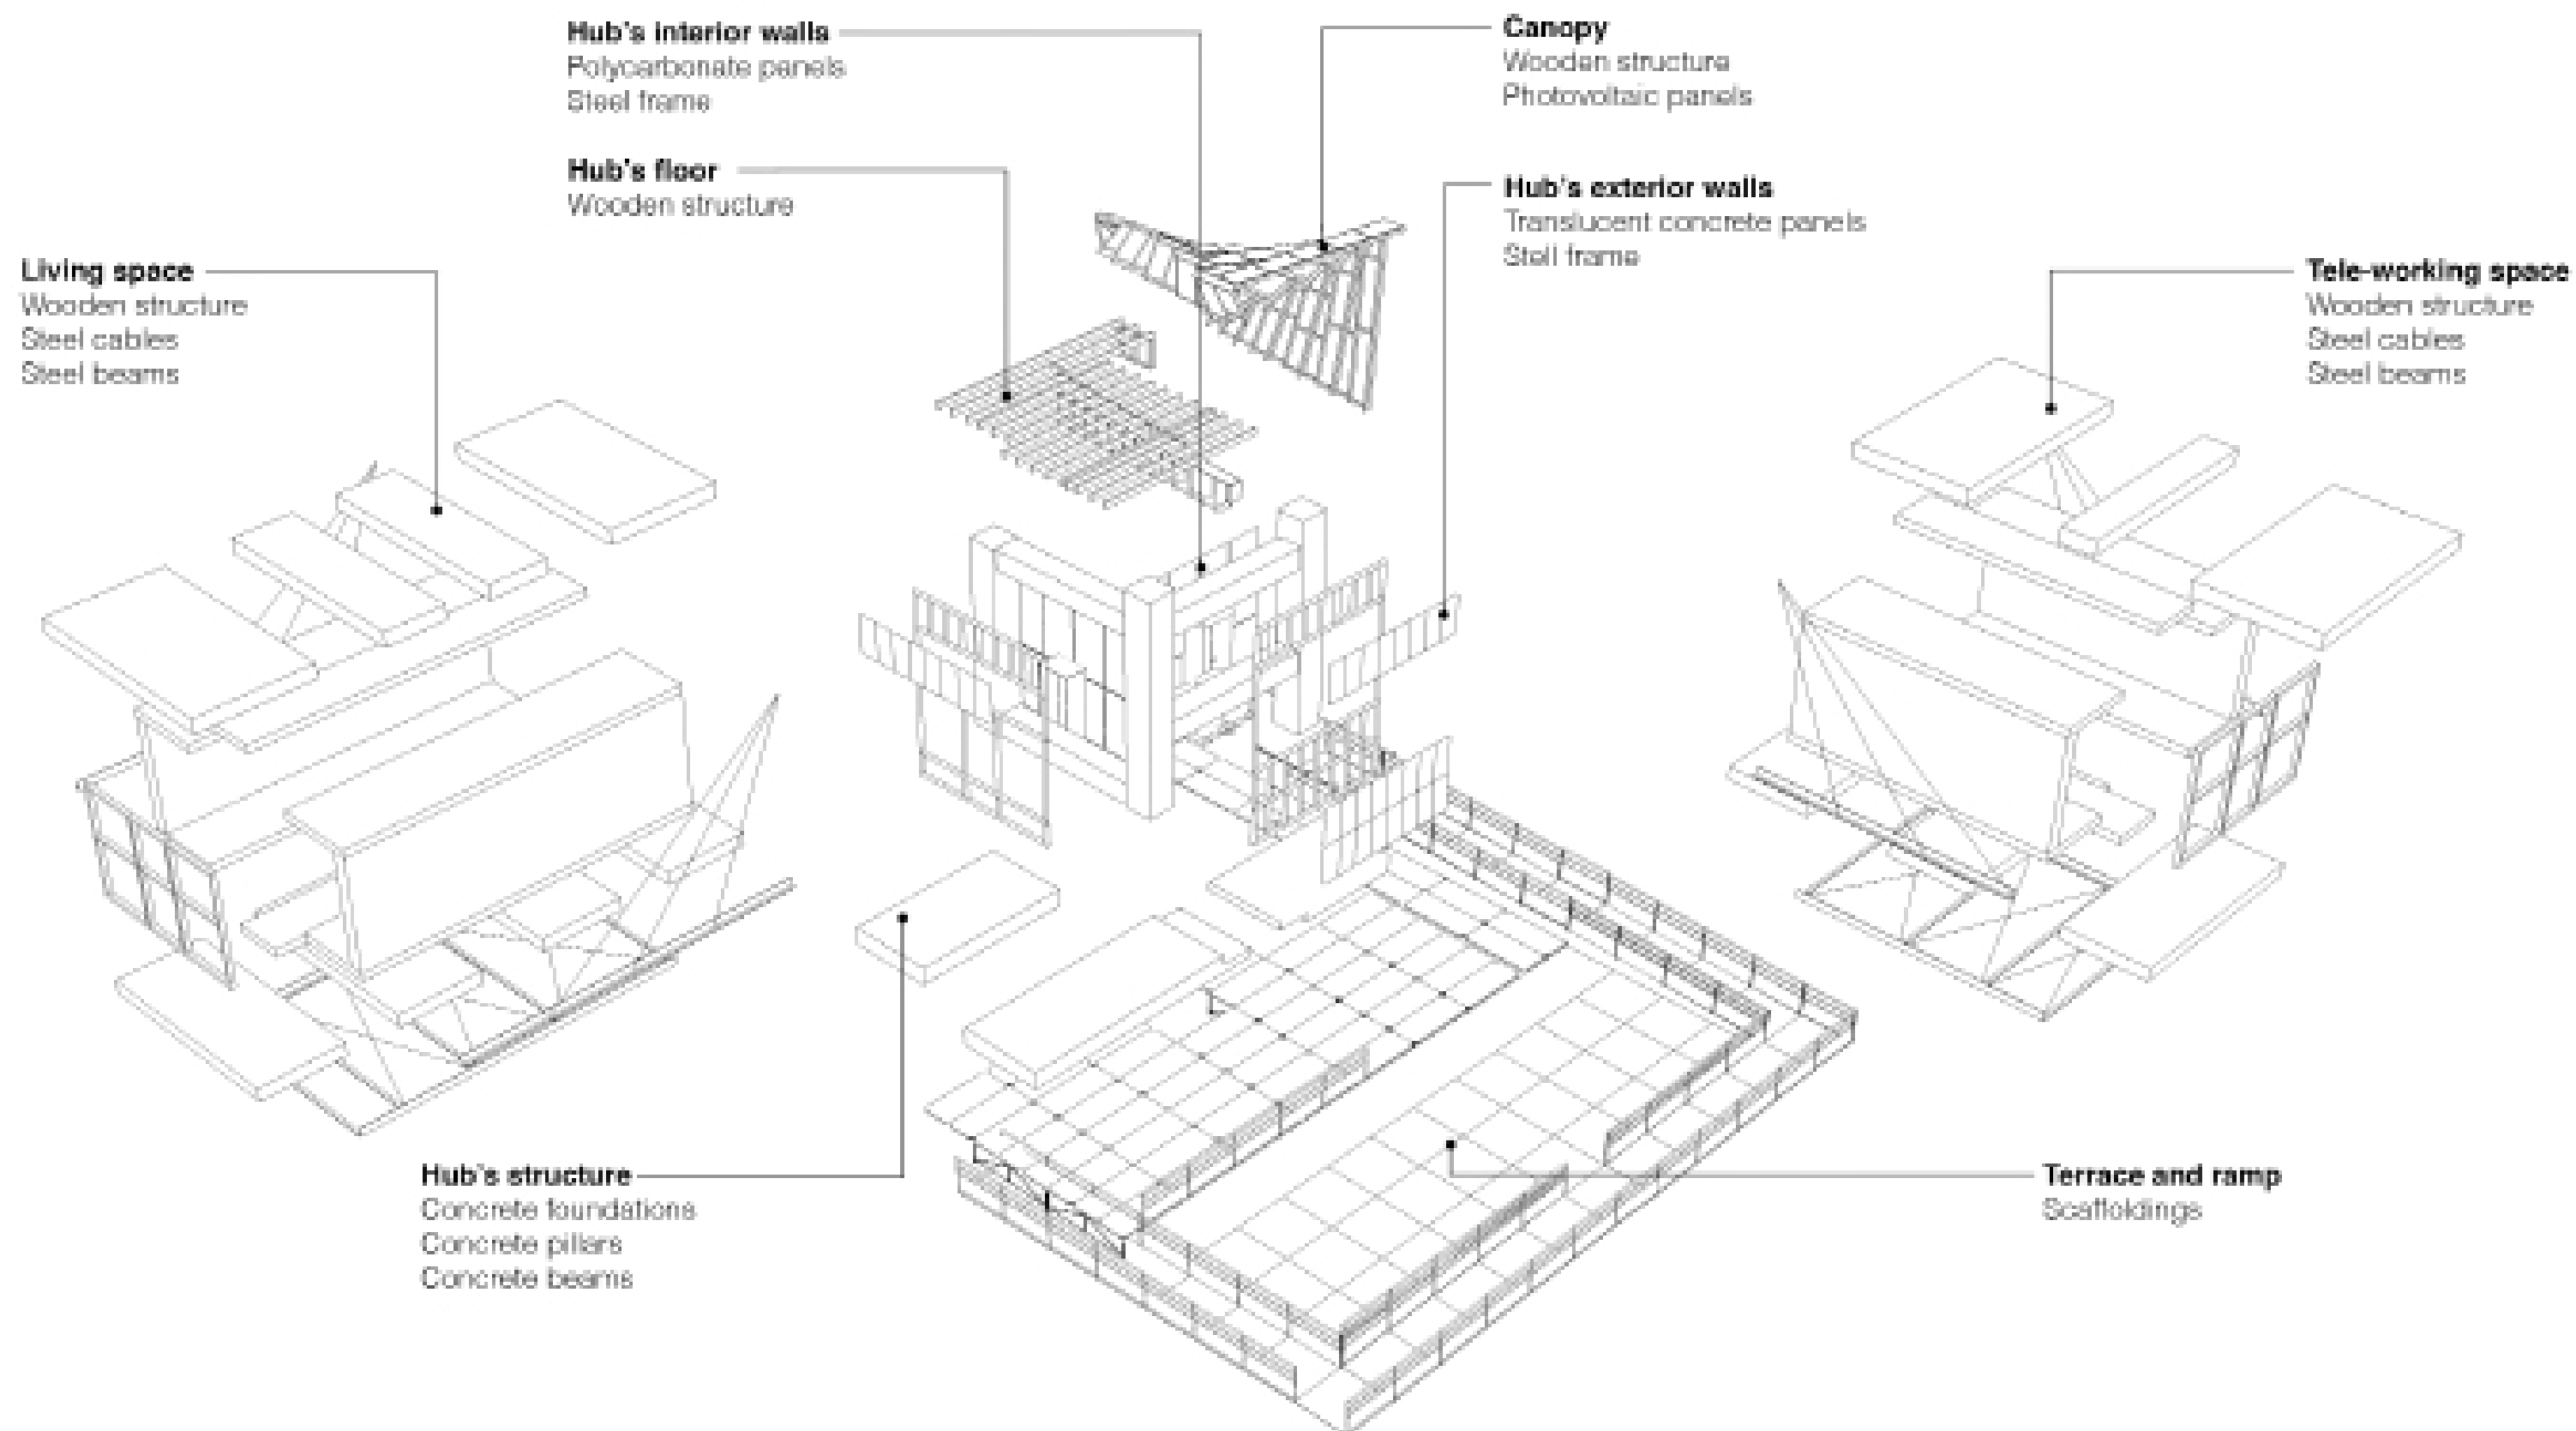 Hub's interior walls
Polycarbonate panels
Steel frame
Canopy
Wooden structure
Photovoltaic panels
Hub's floor
Wooden structure
Hub's exterior walls
Translucent concrete panels
Stell frame
Living space
Wooden structure
Steel cables
Steel beams
Tele-working space
Wooden structure
Steel cables
Steel beams
Hub's structure
Concrete foundations
Concrete pillars
Concrete beams
Terrace and ramp
Scaffoldings